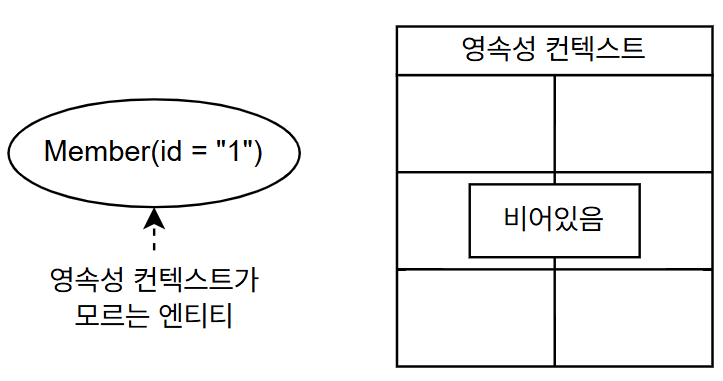 영속성 컨텍스트
Member(id = "1")
비어있음
영속성 컨텍스트가
모르는 엔티티